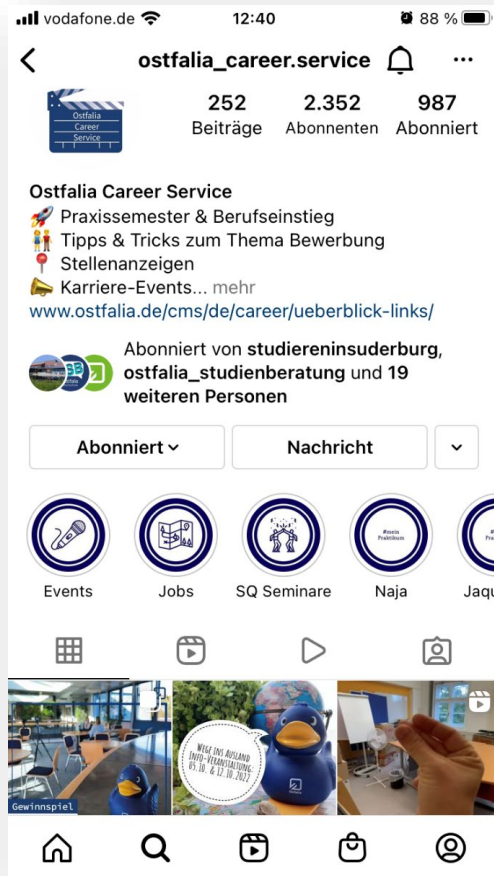 vodafone.de 12:40 88 %
ostfalia_career.service ...
Ostfalia
Career
Service
252 2.352 987
Beiträge Abonnenten Abonniert
Ostfalia Career Service
🚀 Praxissemester & Berufseinstieg
👫 Tipps & Tricks zum Thema Bewerbung
📍 Stellenanzeigen
📣 Karriere-Events... mehr
www.ostfalia.de/cms/de/career/ueberblick-links/
Abonniert von studiereninsuderburg,
ostfalia_studienberatung und 19
weiteren Personen
Abonniert Nachricht
#mein
Praktikum
Events Jobs SQ Seminare Naja Jaqu
WEGE INS AUSLAND
INFO-VERANSTALTUNG:
05.10. & 12.10.2022
Gewinnspiel